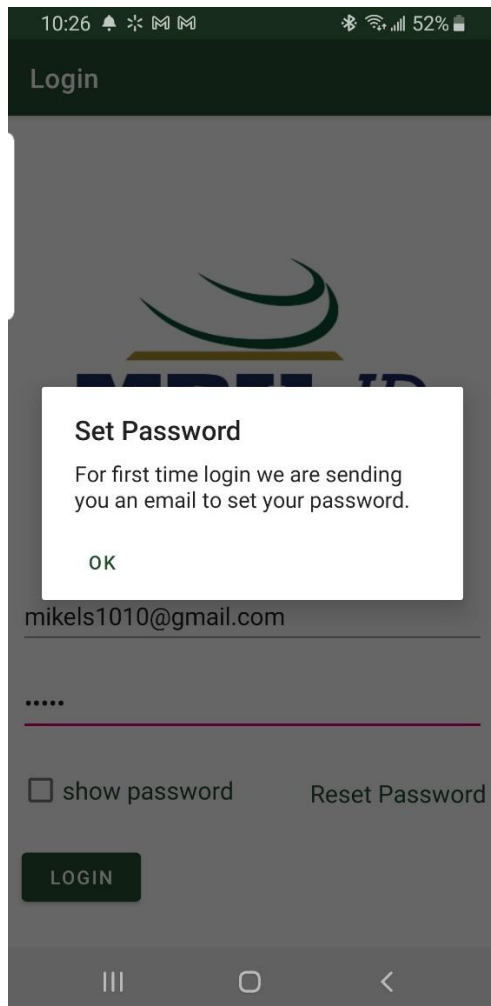 10:26
52%
Login
Set Password
For first time login we are sending
you an email to set your password.
OK
mikels1010@gmail.com
•••••
show password
Reset Password
LOGIN